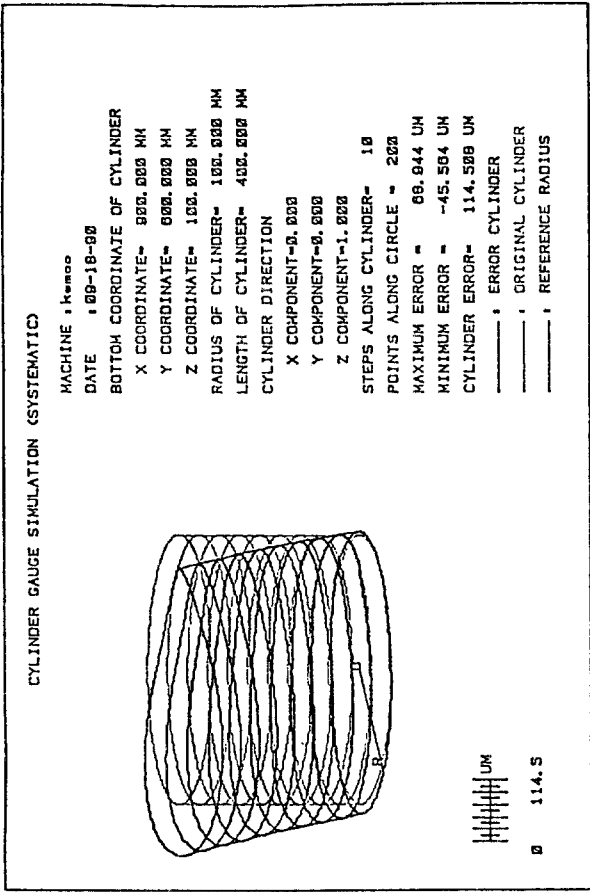 CYLINDER GAUGE SIMULATION (SYSTEMATIC)
MACHINE : kemco
DATE : 09-18-90
BOTTOM COORDINATE OF CYLINDER
X COORDINATE= 900.000 MM
Y COORDINATE= 600.000 MM
Z COORDINATE= 100.000 MM
RADIUS OF CYLINDER= 100.000 MM
LENGTH OF CYLINDER= 400.000 MM
CYLINDER DIRECTION
X COMPONENT=0.000
Y COMPONENT=0.000
Z COMPONENT=1.000
STEPS ALONG CYLINDER= 10
POINTS ALONG CIRCLE = 200
MAXIMUM ERROR = 68.944 UM
MINIMUM ERROR = -45.564 UM
CYLINDER ERROR= 114.508 UM
: ERROR CYLINDER
: ORIGINAL CYLINDER
: REFERENCE RADIUS
R
UM
0 114.5